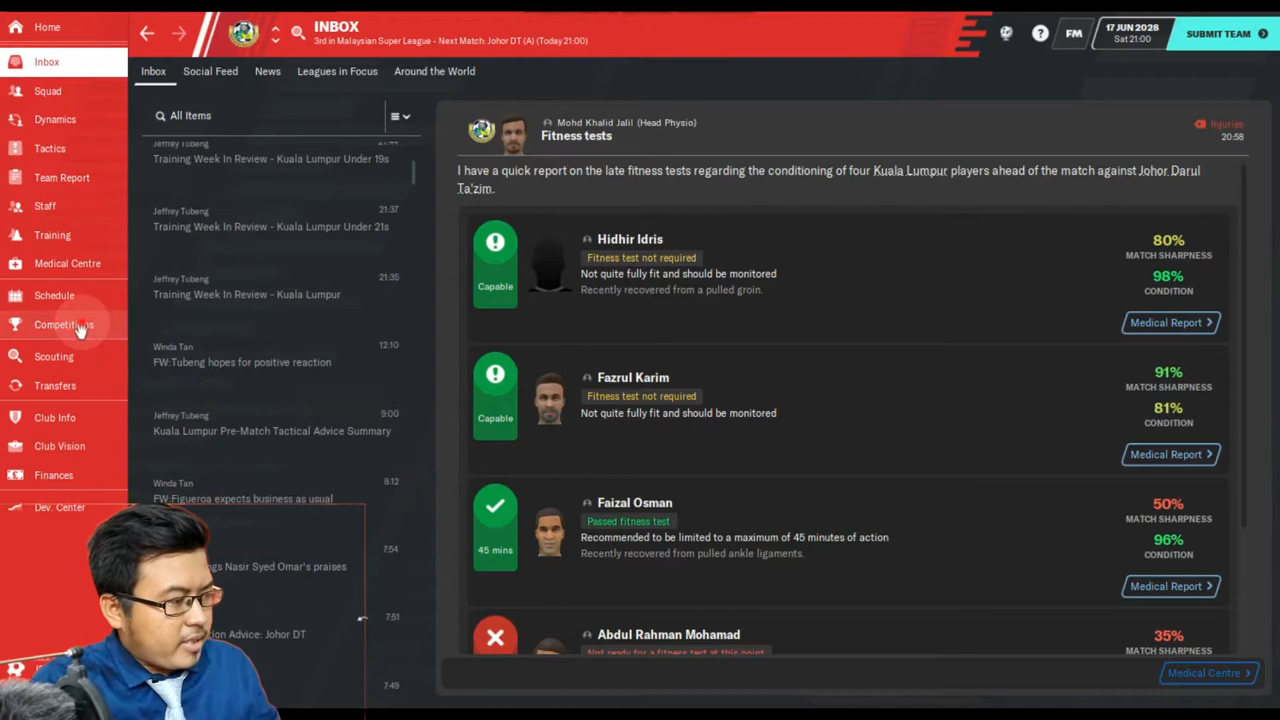 Home
Inbox
Squad
Dynamics
Tactics
Team Report
Staff
Training
Medical Centre
Schedule
Competitions
Scouting
Transfers
Club Info
Club Vision
Finances
Dev. Center
INBOX
3rd in Malaysian Super League - Next Match: Johor DT (A) (Today 21:00)
?
FM
17 JUN 2028
Sat 21:00
SUBMIT TEAM
Inbox
Social Feed
News
Leagues in Focus
Around the World
All Items
Jeffrey Tubeng
Training Week In Review - Kuala Lumpur Under 19s
Jeffrey Tubeng 21:37
Training Week In Review - Kuala Lumpur Under 21s
Jeffrey Tubeng 21:35
Training Week In Review - Kuala Lumpur
Winda Tan 12:10
FW:Tubeng hopes for positive reaction
Jeffrey Tubeng 9:00
Kuala Lumpur Pre-Match Tactical Advice Summary
Winda Tan 8:12
FW:Figueroa expects business as usual
7:54
ngs Nasir Syed Omar's praises
7:51
ion Advice: Johor DT
7:49
Mohd Khalid Jalil (Head Physio)
Fitness tests
Injuries
20:58
I have a quick report on the late fitness tests regarding the conditioning of four Kuala Lumpur players ahead of the match against Johor Darul
Ta'zim.
Capable
Hidhir Idris
Fitness test not required
Not quite fully fit and should be monitored
Recently recovered from a pulled groin.
80%
MATCH SHARPNESS
98%
CONDITION
Medical Report
Capable
Fazrul Karim
Fitness test not required
Not quite fully fit and should be monitored
91%
MATCH SHARPNESS
81%
CONDITION
Medical Report
45 mins
Faizal Osman
Passed fitness test
Recommended to be limited to a maximum of 45 minutes of action
Recently recovered from pulled ankle ligaments.
50%
MATCH SHARPNESS
96%
CONDITION
Medical Report
Abdul Rahman Mohamad
Not ready for a fitness test at this point
35%
MATCH SHARPNESS
Medical Centre